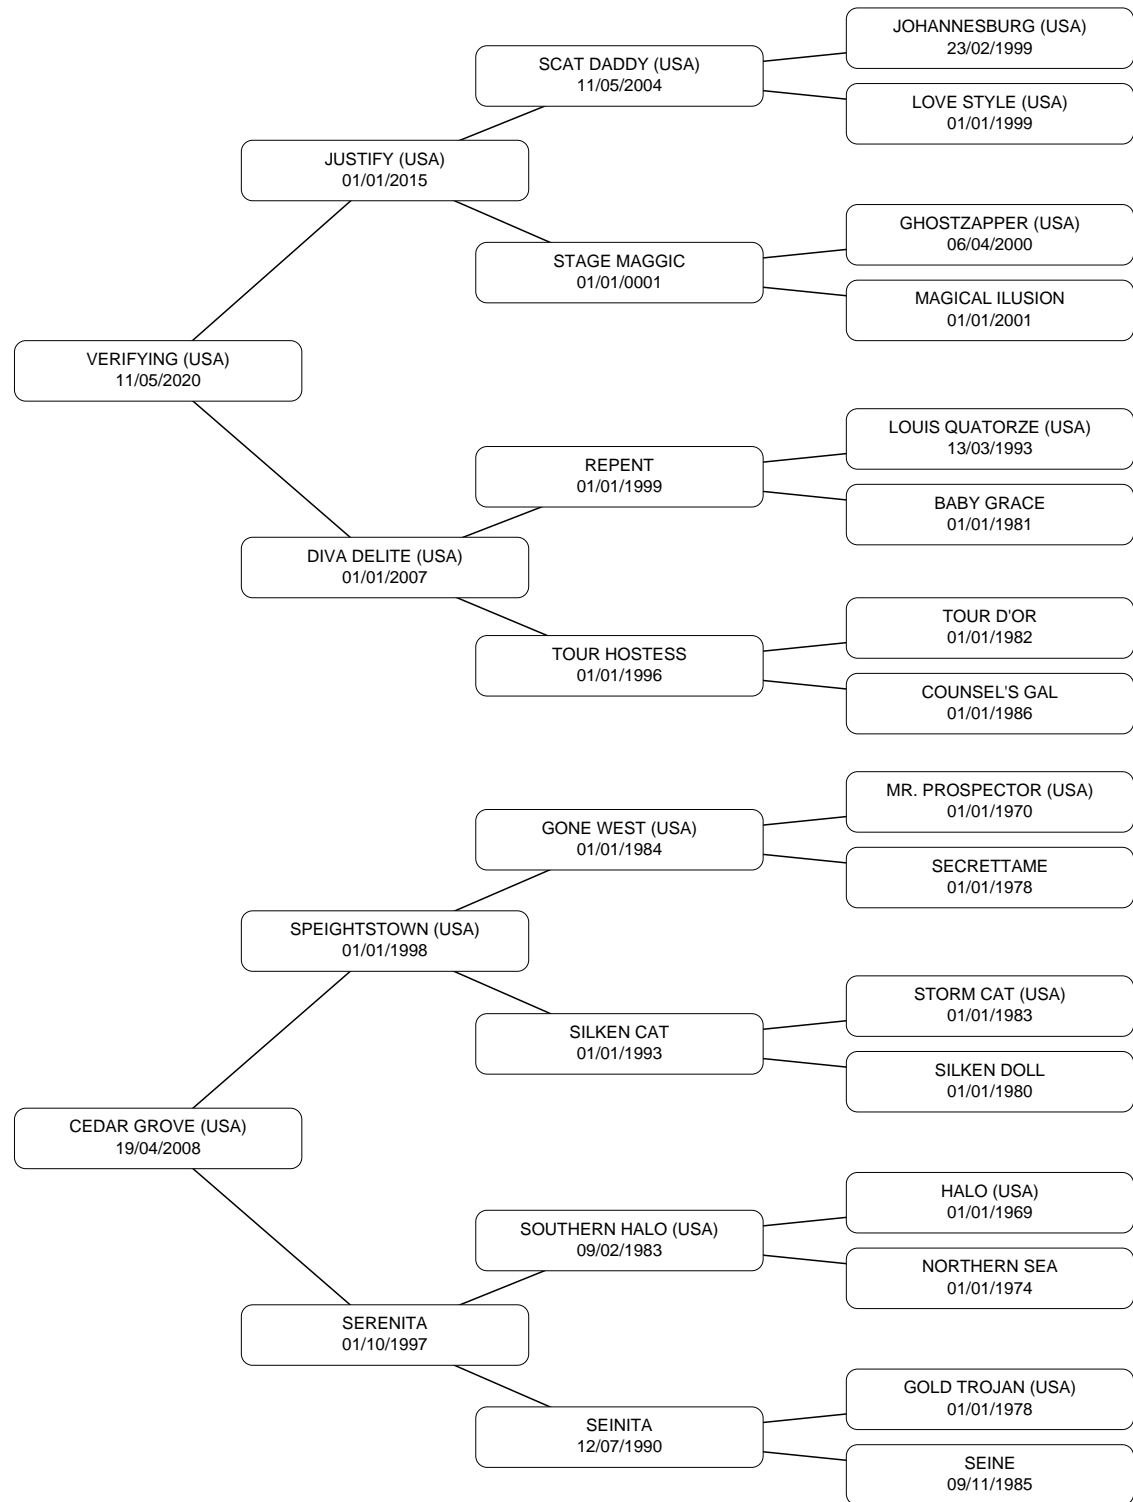 JOHANNESBURG (USA)
23/02/1999
SCAT DADDY (USA)
11/05/2004
LOVE STYLE (USA)
01/01/1999
JUSTIFY (USA)
01/01/2015
GHOSTZAPPER (USA)
06/04/2000
STAGE MAGGIC
01/01/0001
MAGICAL ILUSION
01/01/2001
VERIFYING (USA)
11/05/2020
LOUIS QUATORZE (USA)
13/03/1993
REPENT
01/01/1999
BABY GRACE
01/01/1981
DIVA DELITE (USA)
01/01/2007
TOUR D'OR
01/01/1982
TOUR HOSTESS
01/01/1996
COUNSEL'S GAL
01/01/1986
MR. PROSPECTOR (USA)
01/01/1970
GONE WEST (USA)
01/01/1984
SECRETTAME
01/01/1978
SPEIGHTSTOWN (USA)
01/01/1998
STORM CAT (USA)
01/01/1983
SILKEN CAT
01/01/1993
SILKEN DOLL
01/01/1980
CEDAR GROVE (USA)
19/04/2008
HALO (USA)
01/01/1969
SOUTHERN HALO (USA)
09/02/1983
NORTHERN SEA
01/01/1974
SERENITA
01/10/1997
GOLD TROJAN (USA)
01/01/1978
SEINITA
12/07/1990
SEINE
09/11/1985